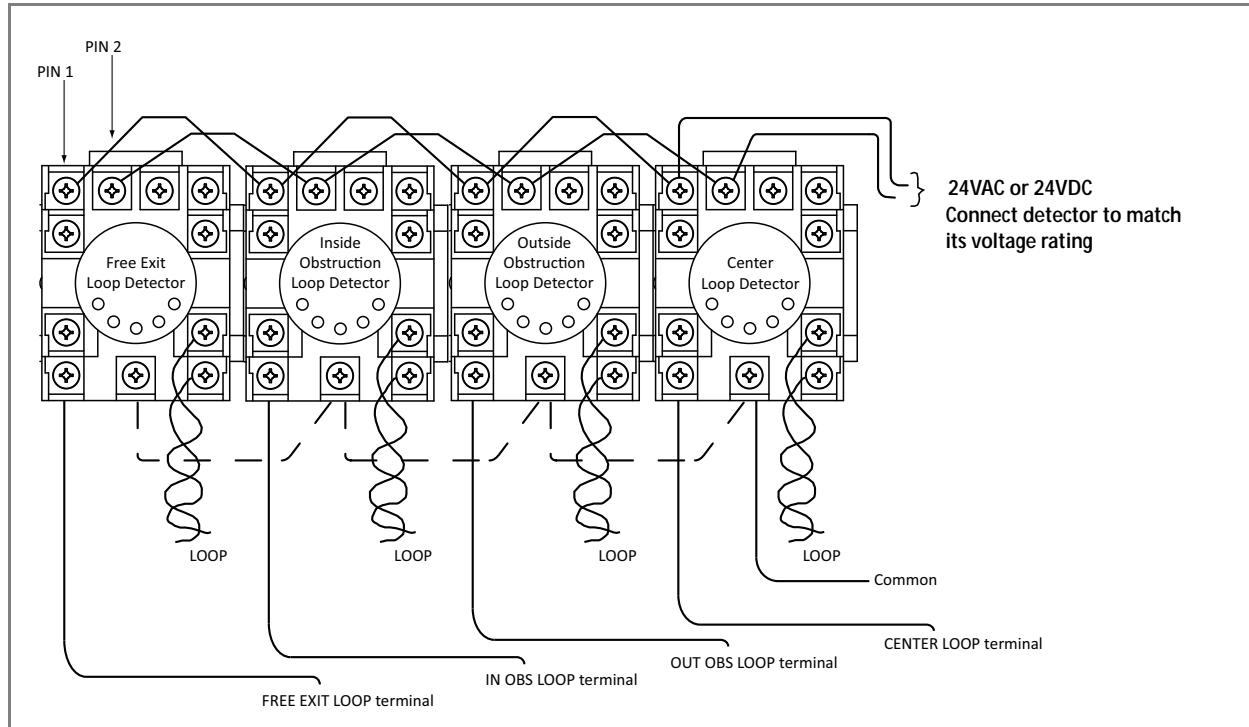 PIN 2
PIN 1
24VAC or 24VDC
Connect detector to match
its voltage rating
Free Exit
Loop Detector
Inside
Obstruction
Loop Detector
Outside
Obstruction
Loop Detector
Center
Loop Detector
LOOP
LOOP
LOOP
LOOP
Common
CENTER LOOP terminal
OUT OBS LOOP terminal
IN OBS LOOP terminal
FREE EXIT LOOP terminal